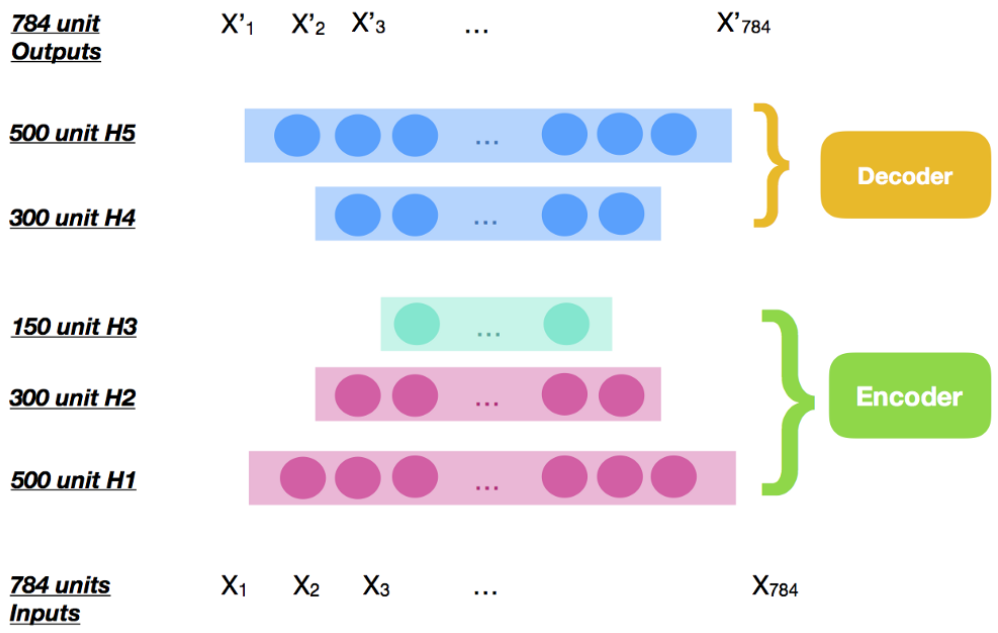 784 unit Outputs X'₁ X'₂ X'₃ ... X'₇₈₄
500 unit H5 ...
Decoder
300 unit H4 ...
150 unit H3 ...
300 unit H2 ...
Encoder
500 unit H1 ...
784 units Inputs X₁ X₂ X₃ ... X₇₈₄